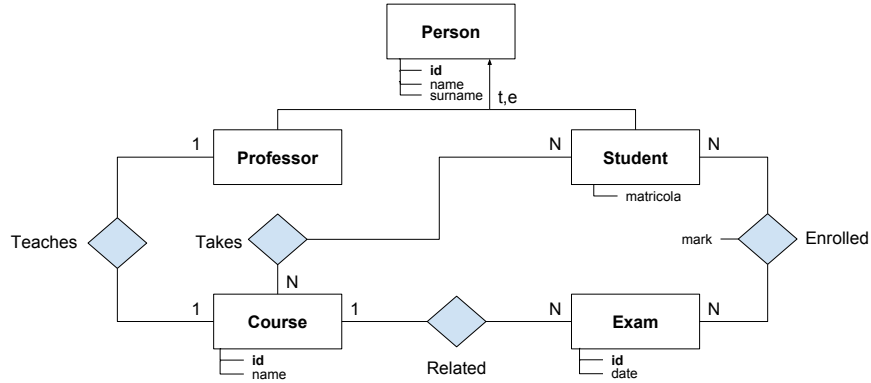 Person
id
name
surname
t,e
1
Professor
N
Student
N
matricola
Teaches
Takes
mark
Enrolled
N
1
Course
1
N
Exam
N
id
name
Related
id
date